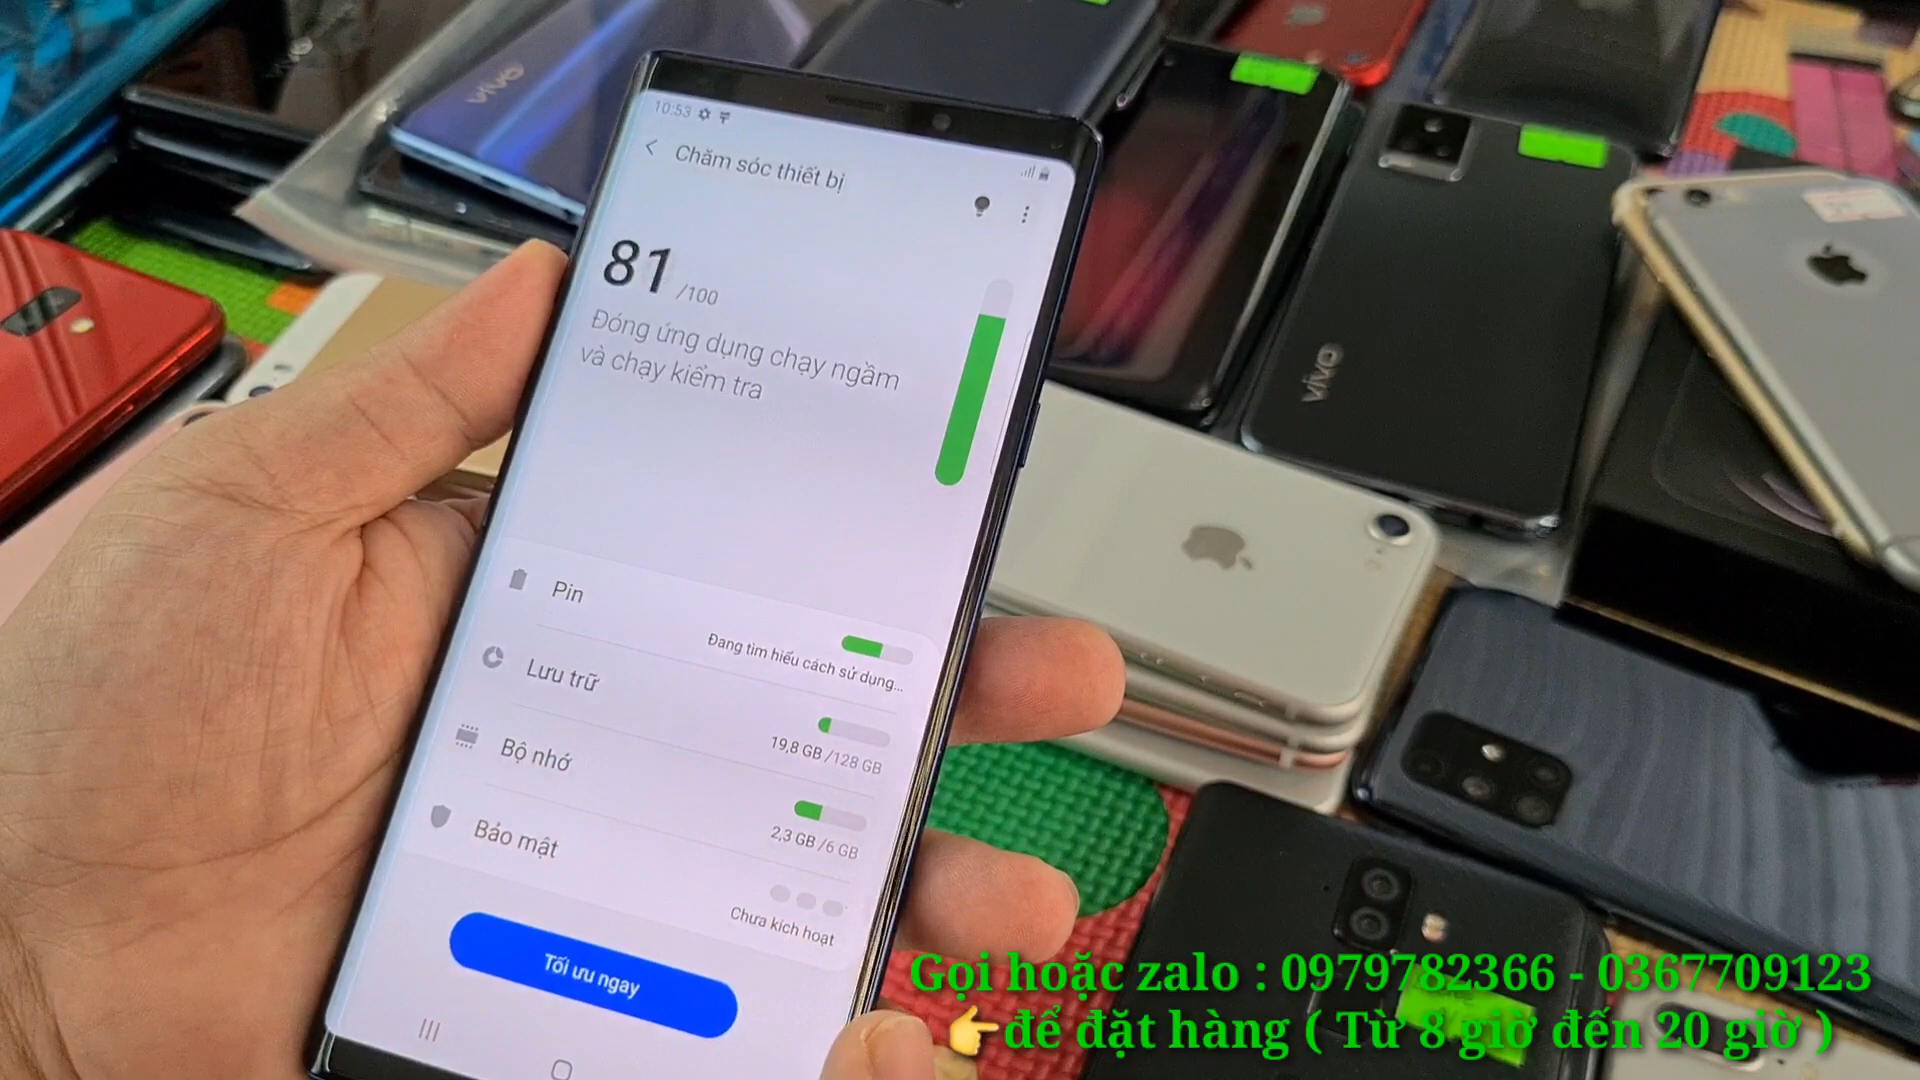 vivo
10:53
Chăm sóc thiết bị
81 /100
Đóng ứng dụng chạy ngầm
và chạy kiểm tra
vivo
Pin
Đang tìm hiểu cách sử dụng...
Lưu trữ
19,8 GB /128 GB
Bộ nhớ
2,3 GB /6 GB
Bảo mật
Chưa kích hoạt
Tối ưu ngay
Gọi hoặc zalo : 0979782366 - 0367709123
👉để đặt hàng ( Từ 8 giờ đến 20 giờ )